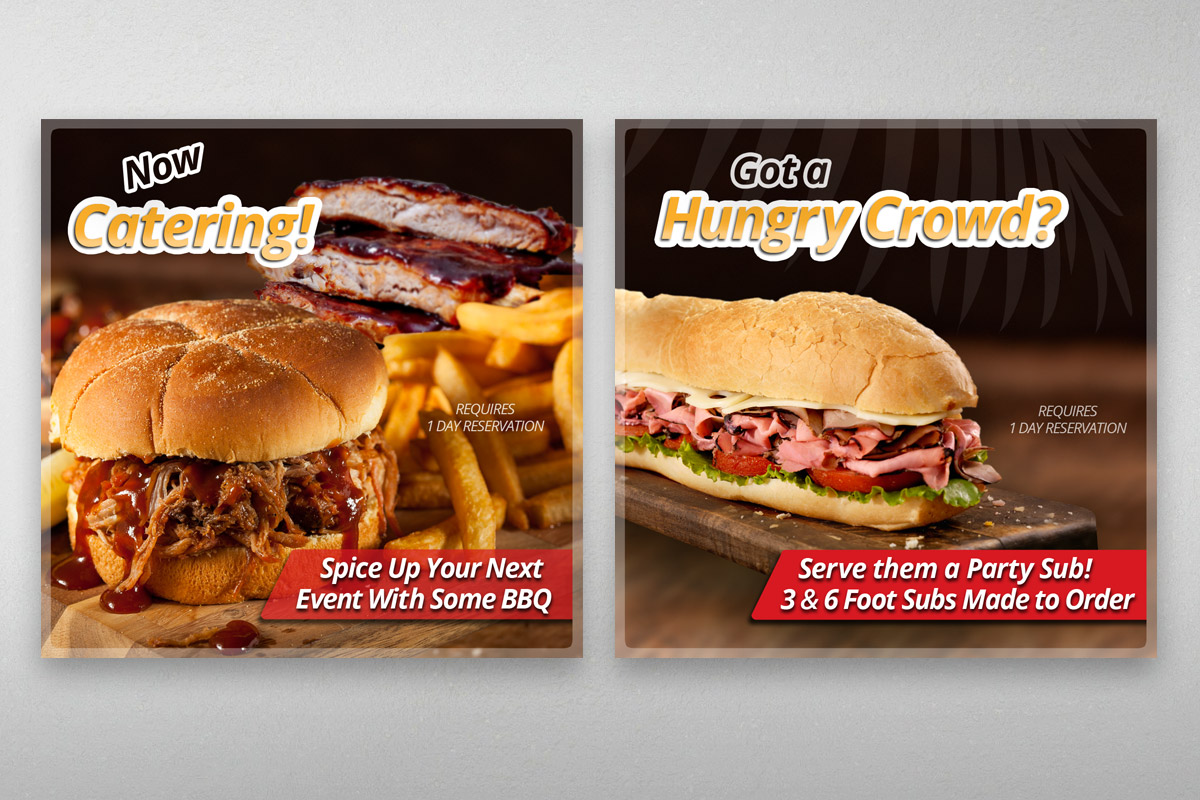 Now
Catering!
REQUIRES
1 DAY RESERVATION
Spice Up Your Next
Event With Some BBQ
Got a
Hungry Crowd?
REQUIRES
1 DAY RESERVATION
Serve them a Party Sub!
3 & 6 Foot Subs Made to Order